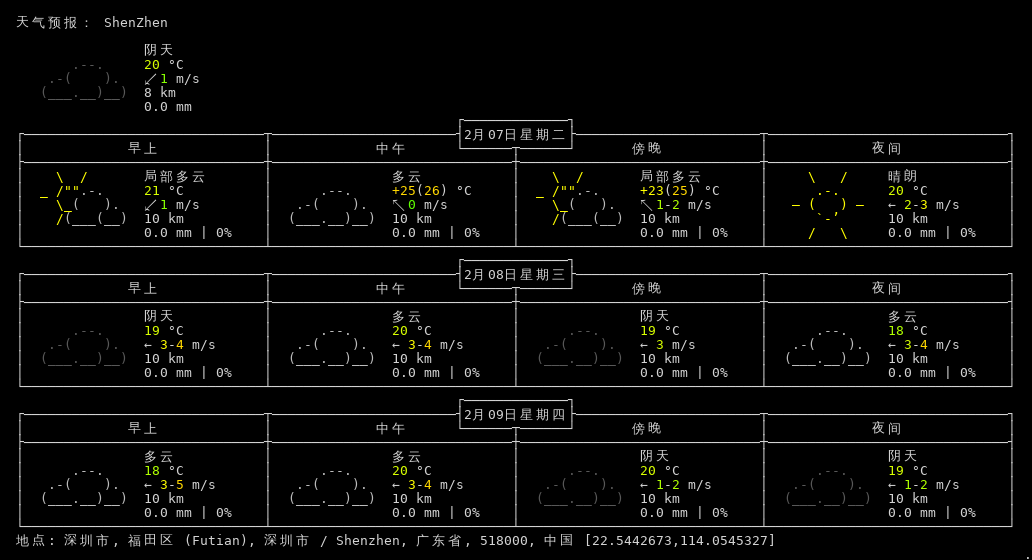 天气预报: ShenZhen
阴天
20 °C
↙ 1 m/s
8 km
0.0 mm
2月07日星期二
早上 中午 傍晚 夜间
局部多云 多云 局部多云 晴朗
21 °C +25(26) °C +23(25) °C 20 °C
↙ 1 m/s ↖ 0 m/s ↖ 1-2 m/s ← 2-3 m/s
10 km 10 km 10 km 10 km
0.0 mm | 0% 0.0 mm | 0% 0.0 mm | 0% 0.0 mm | 0%
2月08日星期三
早上 中午 傍晚 夜间
阴天 多云 阴天 多云
19 °C 20 °C 19 °C 18 °C
← 3-4 m/s ← 3-4 m/s ← 3 m/s ← 3-4 m/s
10 km 10 km 10 km 10 km
0.0 mm | 0% 0.0 mm | 0% 0.0 mm | 0% 0.0 mm | 0%
2月09日星期四
早上 中午 傍晚 夜间
多云 多云 阴天 阴天
18 °C 20 °C 20 °C 19 °C
← 3-5 m/s ← 3-4 m/s ← 1-2 m/s ← 1-2 m/s
10 km 10 km 10 km 10 km
0.0 mm | 0% 0.0 mm | 0% 0.0 mm | 0% 0.0 mm | 0%
地点: 深圳市, 福田区 (Futian), 深圳市 / Shenzhen, 广东省, 518000, 中国 [22.5442673,114.0545327]